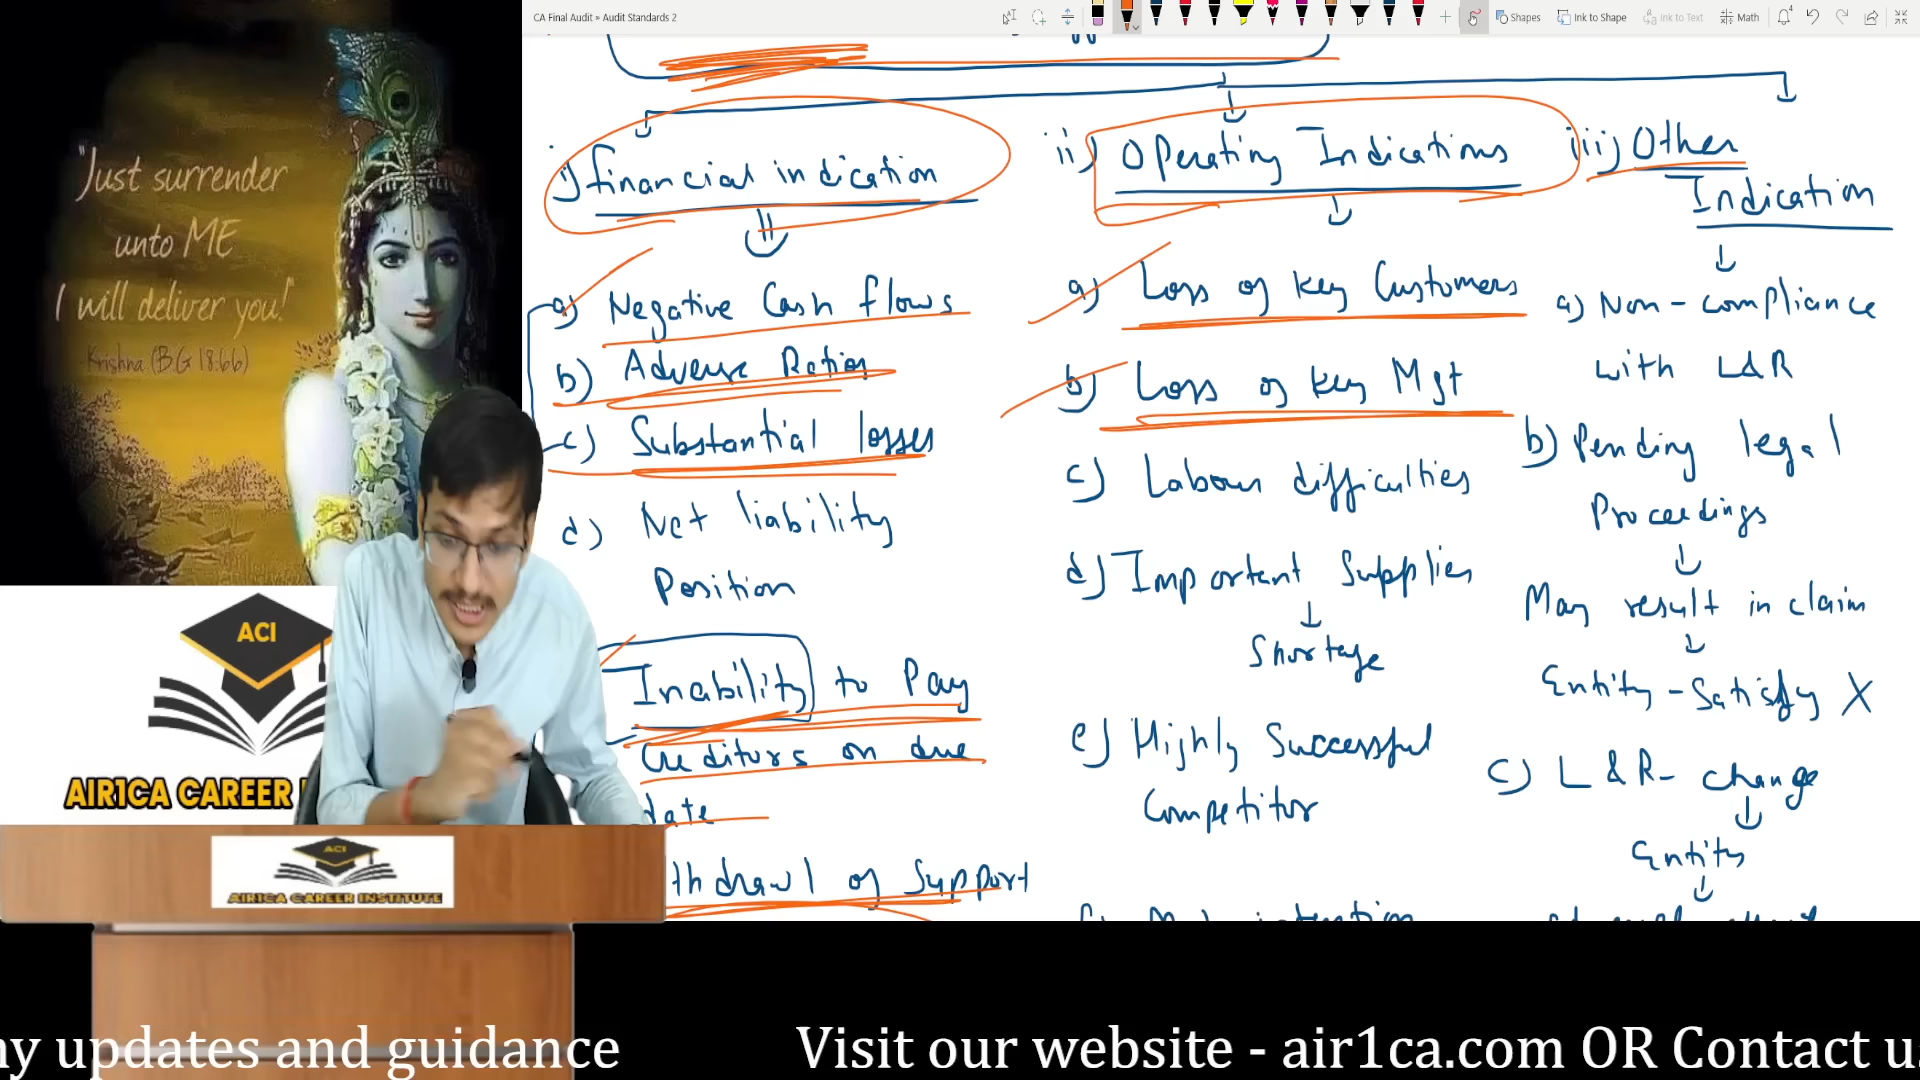 CA Final Audit » Audit Standards 2
Shapes
Ink to Shape
Ink to Text
Math
"Just surrender
unto ME
I will deliver you!"
Krishna (B.G 18:66)
i) financial indication
a) Negative Cash flows
b) Adverse Ratios
c) Substantial losses
d) Net liability
Position
Inability to Pay
Creditors on due
date
thdrawl of Support
ii) Operating Indications
a) Loss of key Customers
b) Loss of key Mgt
c) Labour difficulties
d) Important Supplies
Shortage
e) Highly Successful
Competitor
iii) Other
Indication
a) Non-compliance
with L&R
b) Pending legal
Proceedings
May result in claim
Entity - Satisfy X
c) L & R - change
Entity
ACI
AIR1CA CAREER I
ACI
AIR1CA CAREER INSTITUTE
ny updates and guidance
Visit our website - air1ca.com OR Contact u